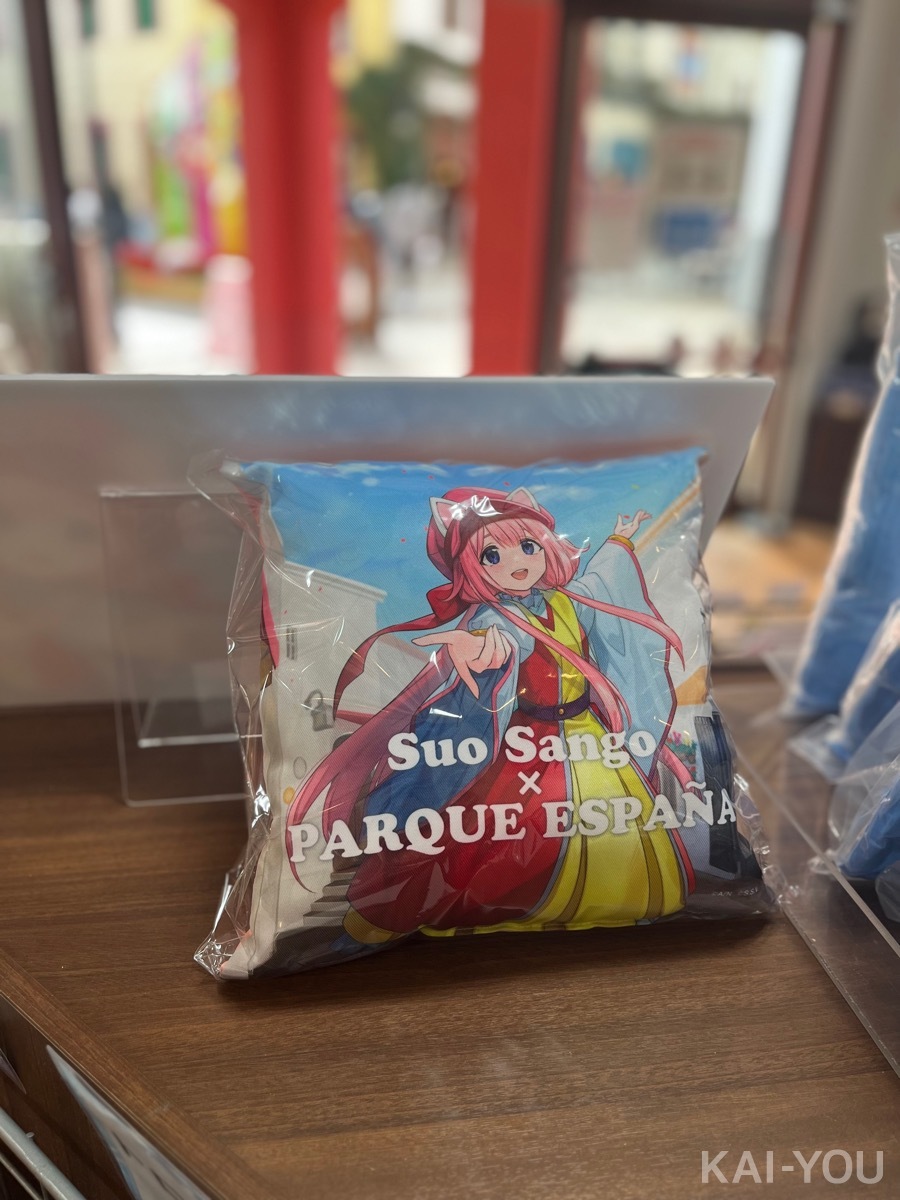 Suo Sango
×
PARQUE ESPAÑA
KAI-YOU